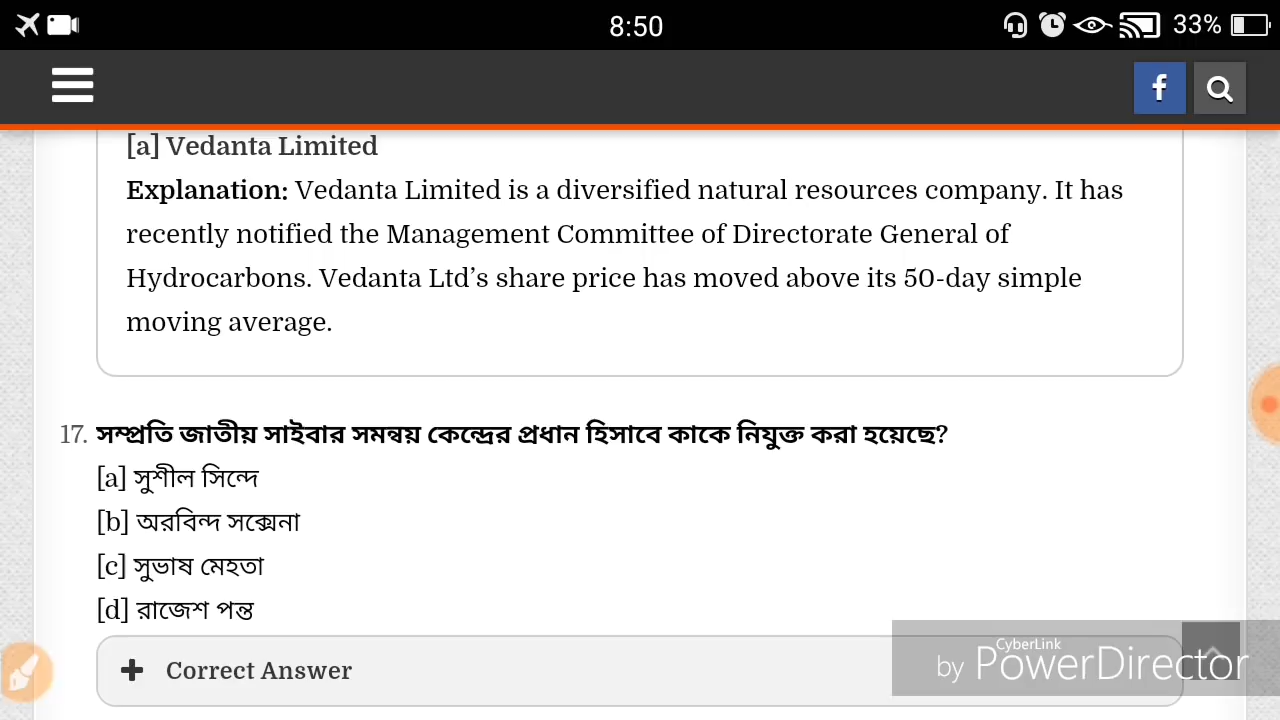 8:50
33%
f
[a] Vedanta Limited
Explanation: Vedanta Limited is a diversified natural resources company. It has
recently notified the Management Committee of Directorate General of
Hydrocarbons. Vedanta Ltd’s share price has moved above its 50-day simple
moving average.
17. সম্প্রতি জাতীয় সাইবার সমন্বয় কেন্দ্রের প্রধান হিসাবে কাকে নিযুক্ত করা হয়েছে?
[a] সুশীল সিন্দে
[b] অরবিন্দ সক্সেনা
[c] সুভাষ মেহতা
[d] রাজেশ পন্ত
+ Correct Answer
CyberLink
by PowerDirector